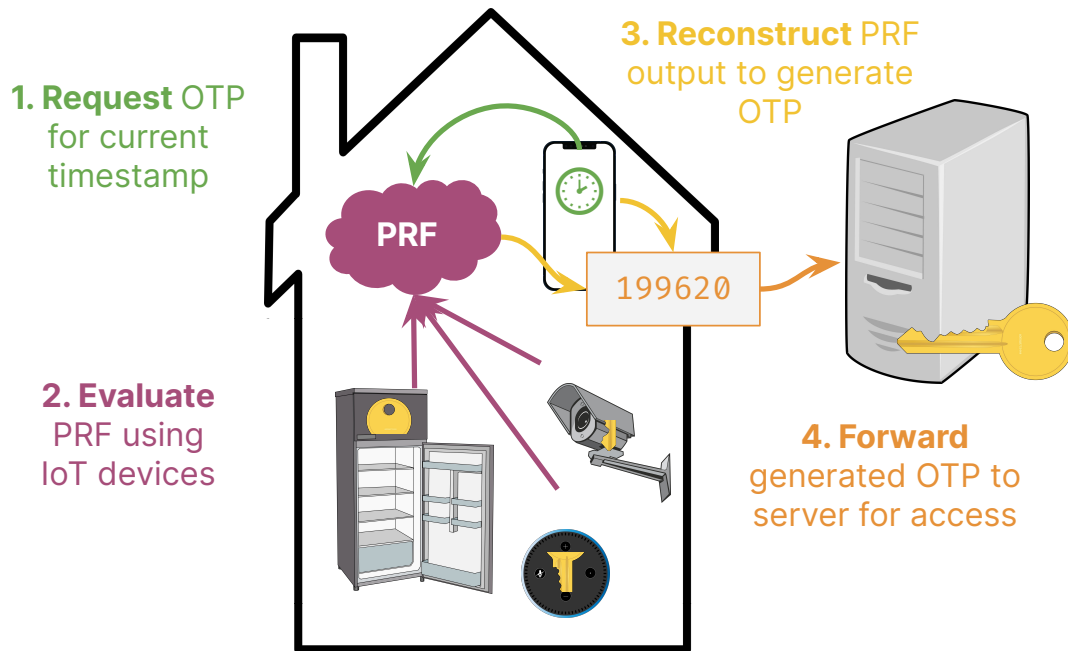 1. Request OTP
for current
timestamp
3. Reconstruct PRF
output to generate
OTP
PRF
199620
2. Evaluate
PRF using
IoT devices
4. Forward
generated OTP to
server for access